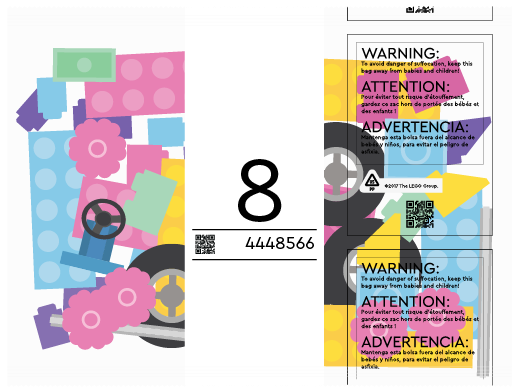 8
4448566
WARNING:
To avoid danger of suffocation, keep this
bag away from babies and children!
ATTENTION:
Pour éviter tout risque d'étouffement,
gardez ce sac hors de portée des bébés et
des enfants !
ADVERTENCIA:
Mantenga esta bolsa fuera del alcance de
bebés y niños, para evitar el peligro de
asfixia.
PP
©2017 The LEGO Group.
WARNING:
To avoid danger of suffocation, keep this
bag away from babies and children!
ATTENTION:
Pour éviter tout risque d'étouffement,
gardez ce sac hors de portée des bébés et
des enfants !
ADVERTENCIA:
Mantenga esta bolsa fuera del alcance de
bebés y niños, para evitar el peligro de
asfixia.